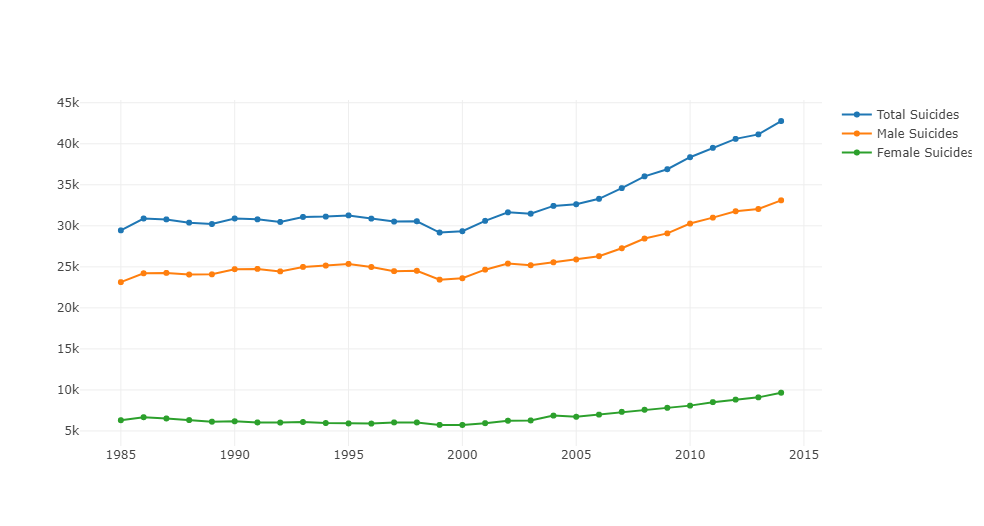 45k
40k
35k
30k
25k
20k
15k
10k
5k
1985 1990 1995 2000 2005 2010 2015
Total Suicides
Male Suicides
Female Suicides